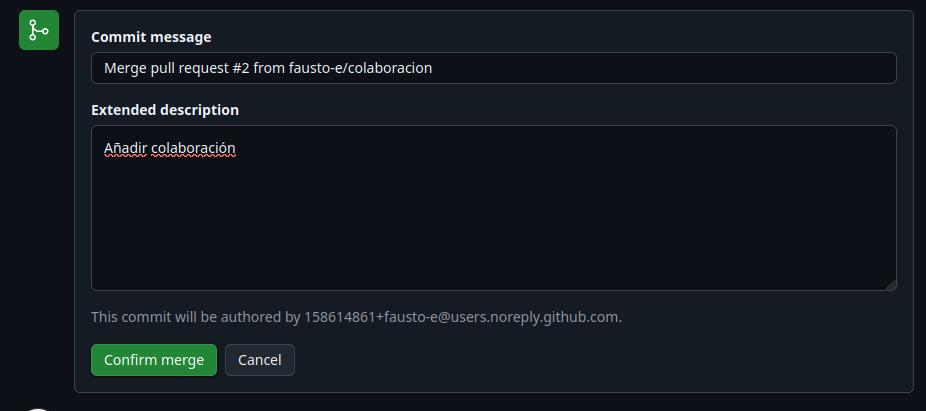 Commit message
Merge pull request #2 from fausto-e/colaboracion
Extended description
Añadir colaboración
This commit will be authored by 158614861+fausto-e@users.noreply.github.com.
Confirm merge
Cancel